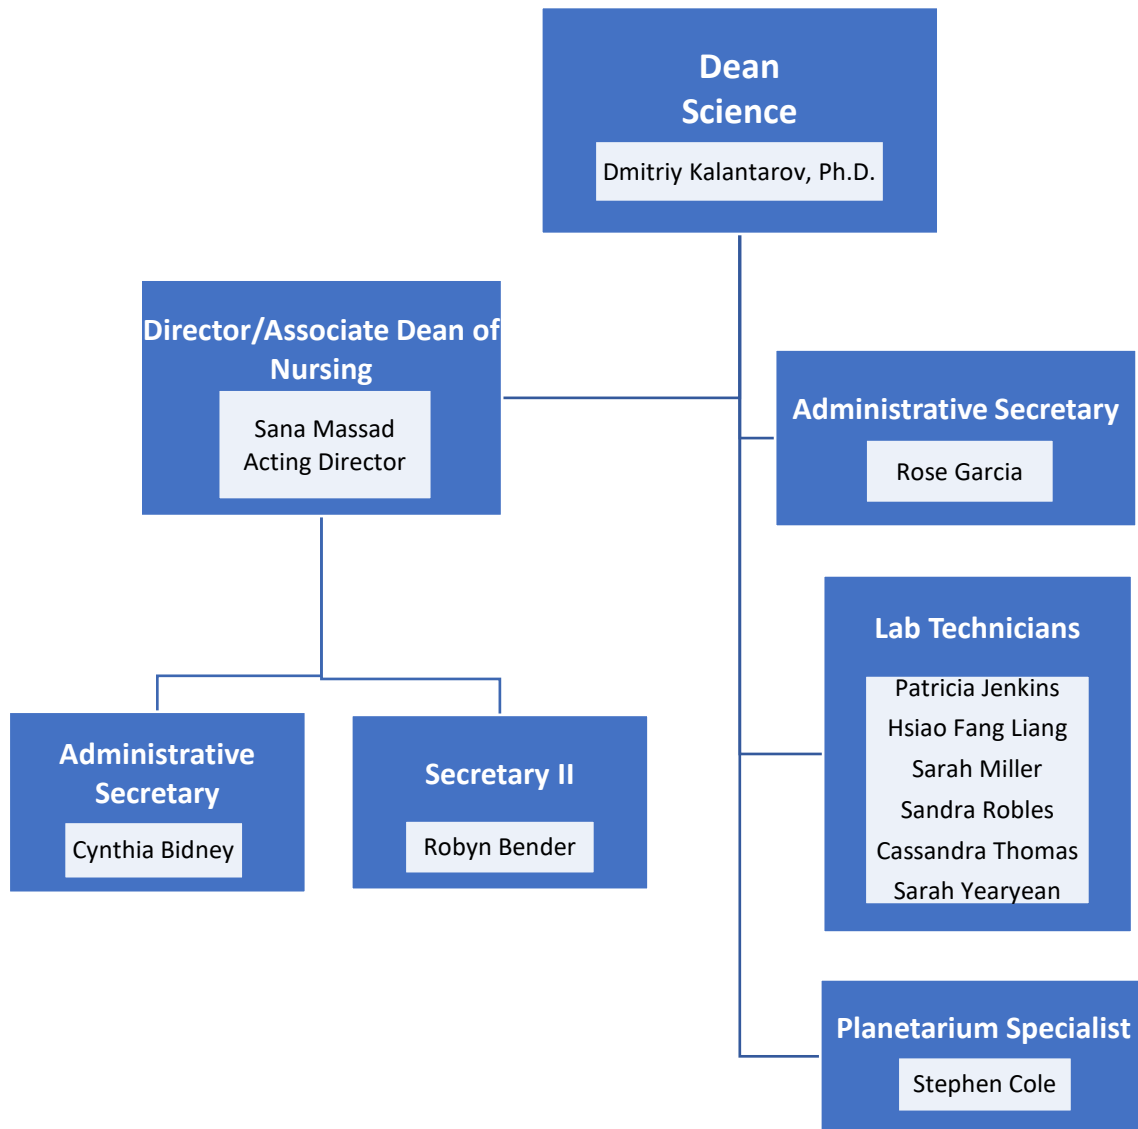 Dean
Science
Dmitriy Kalantarov, Ph.D.
Director/Associate Dean of
Nursing
Sana Massad
Acting Director
Administrative Secretary
Rose Garcia
Lab Technicians
Patricia Jenkins
Hsiao Fang Liang
Sarah Miller
Sandra Robles
Cassandra Thomas
Sarah Yearyean
Administrative
Secretary
Cynthia Bidney
Secretary II
Robyn Bender
Planetarium Specialist
Stephen Cole